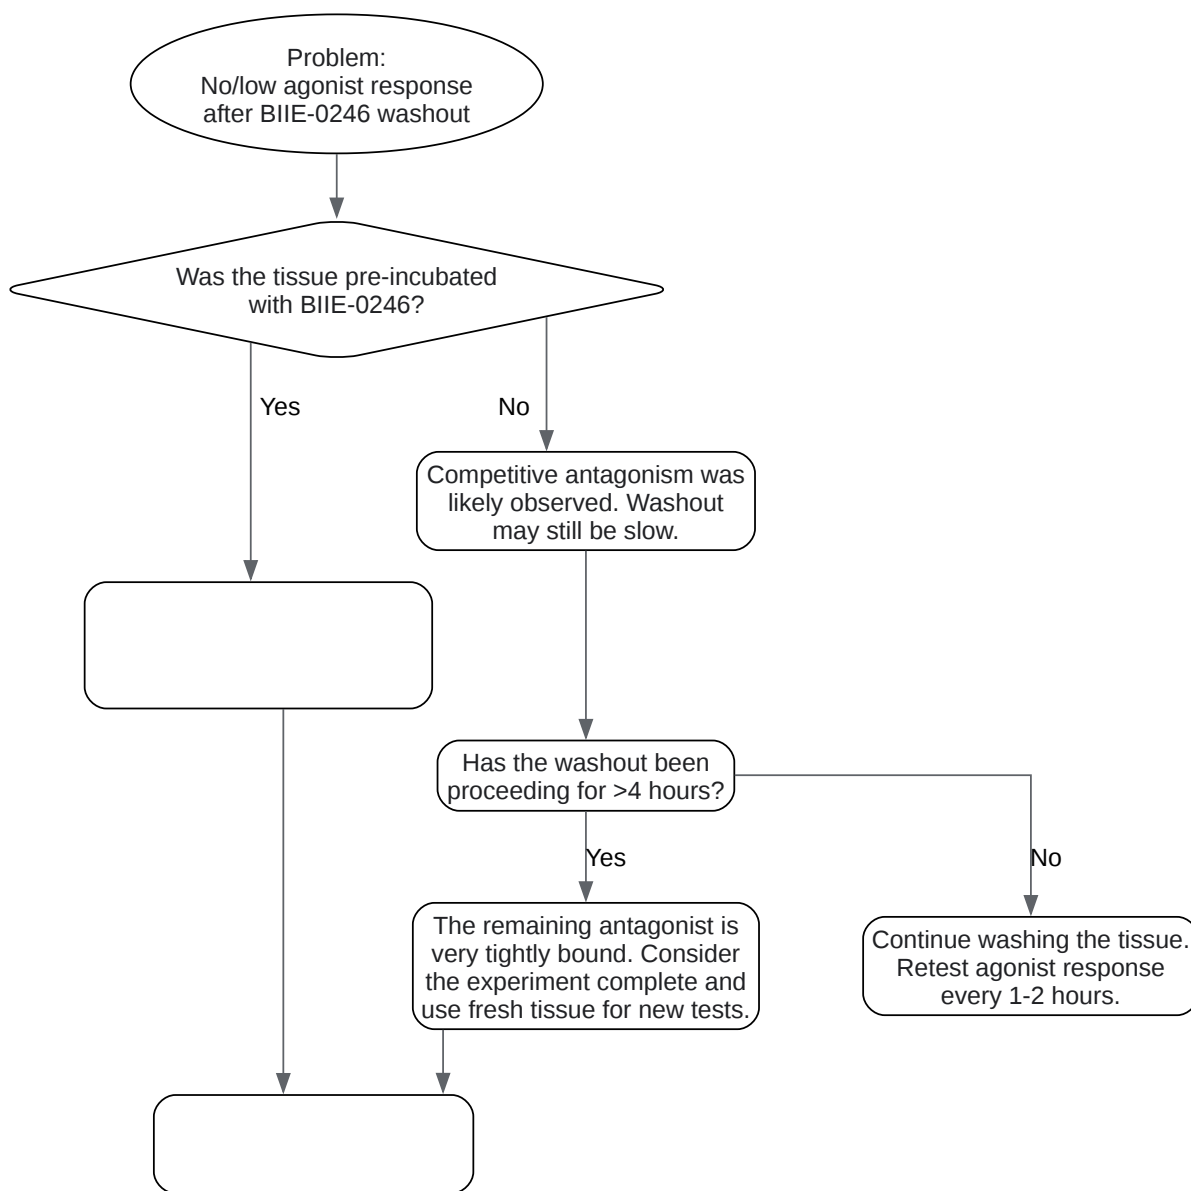 Problem:
No/low agonist response
after BIIE-0246 washout
Was the tissue pre-incubated
with BIIE-0246?
Yes
No
Competitive antagonism was
likely observed. Washout
may still be slow.
Has the washout been
proceeding for >4 hours?
Yes
No
The remaining antagonist is
very tightly bound. Consider
the experiment complete and
use fresh tissue for new tests.
Continue washing the tissue.
Retest agonist response
every 1-2 hours.